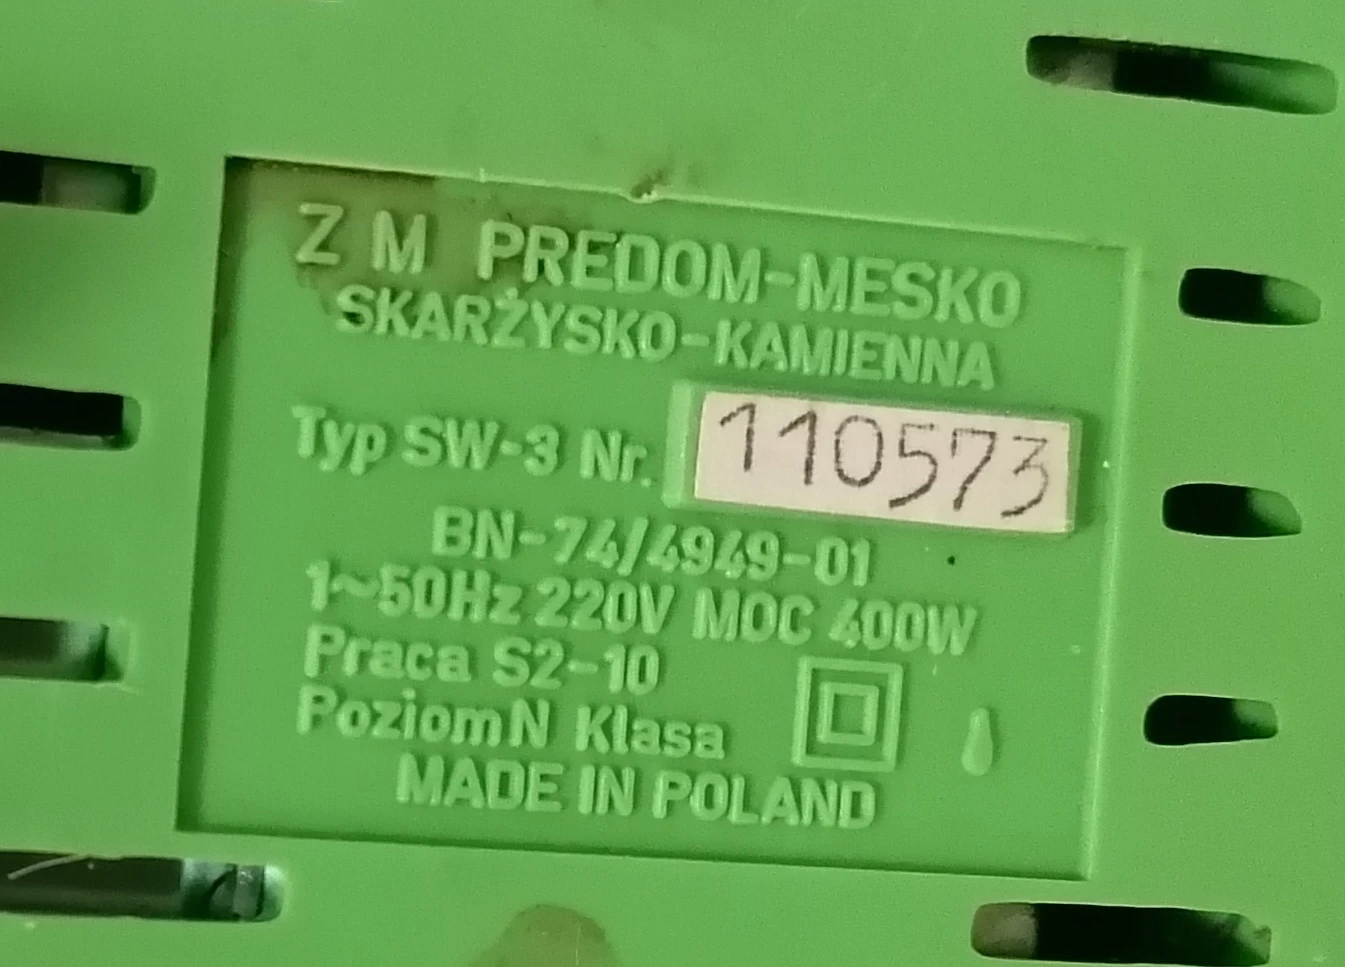 Z M PREDOM-MESKO
SKARŻYSKO-KAMIENNA
Typ SW-3 Nr. 110573
BN-74/4949-01
1~50Hz 220V MOC 400W
Praca S2-10
Poziom N Klasa
MADE IN POLAND